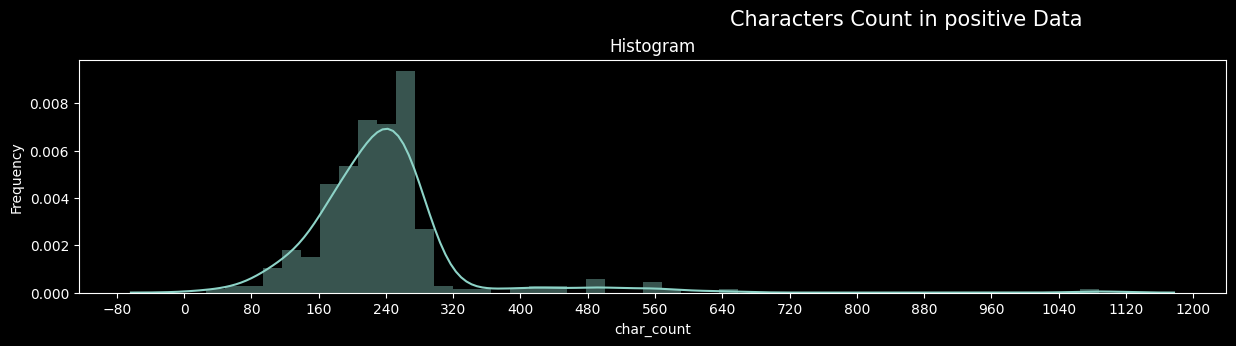 Characters Count in positive Data
Histogram
0.008
0.006
0.004
0.002
0.000
Frequency
−80 0 80 160 240 320 400 480 560 640 720 800 880 960 1040 1120 1200
char_count